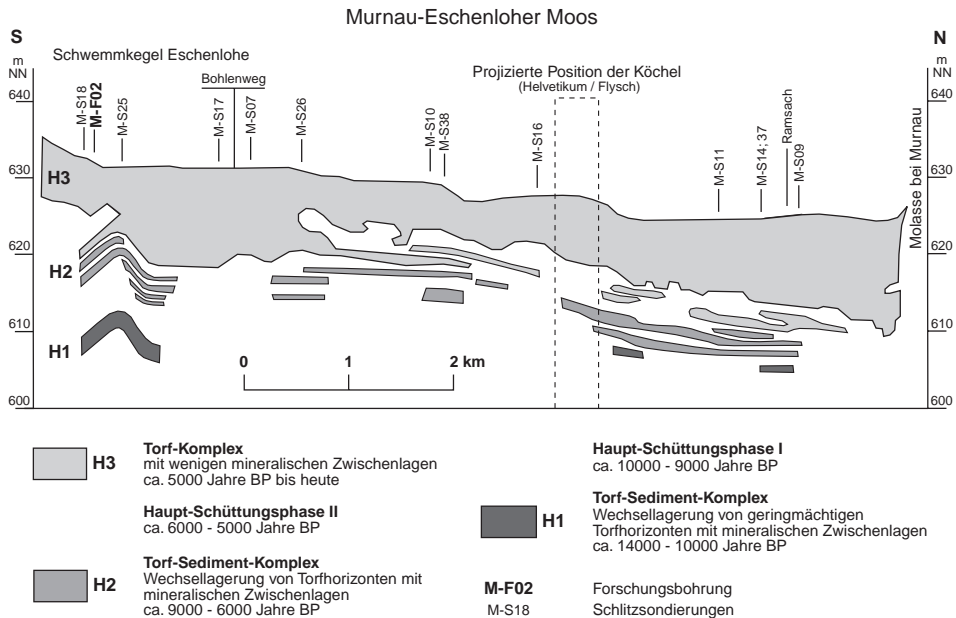 Murnau-Eschenloher Moos
S
N
m
NN
Schwemmkegel Eschenlohe
Bohlenweg
Projizierte Position der Köchel
(Helvetikum / Flysch)
m
NN
640
630
620
610
600
640
630
620
610
600
M-S18
M-F02
M-S25
M-S17
M-S07
M-S26
M-S10
M-S38
M-S16
M-S11
M-S14; 37
Ramsach
M-S09
Molasse bei Murnau
H3
H2
H1
0 1 2 km
H3
Torf-Komplex
mit wenigen mineralischen Zwischenlagen
ca. 5000 Jahre BP bis heute
Haupt-Schüttungsphase II
ca. 6000 - 5000 Jahre BP
H2
Torf-Sediment-Komplex
Wechsellagerung von Torfhorizonten mit
mineralischen Zwischenlagen
ca. 9000 - 6000 Jahre BP
Haupt-Schüttungsphase I
ca. 10000 - 9000 Jahre BP
H1
Torf-Sediment-Komplex
Wechsellagerung von geringmächtigen
Torfhorizonten mit mineralischen Zwischenlagen
ca. 14000 - 10000 Jahre BP
M-F02 Forschungsbohrung
M-S18 Schlitzsondierungen